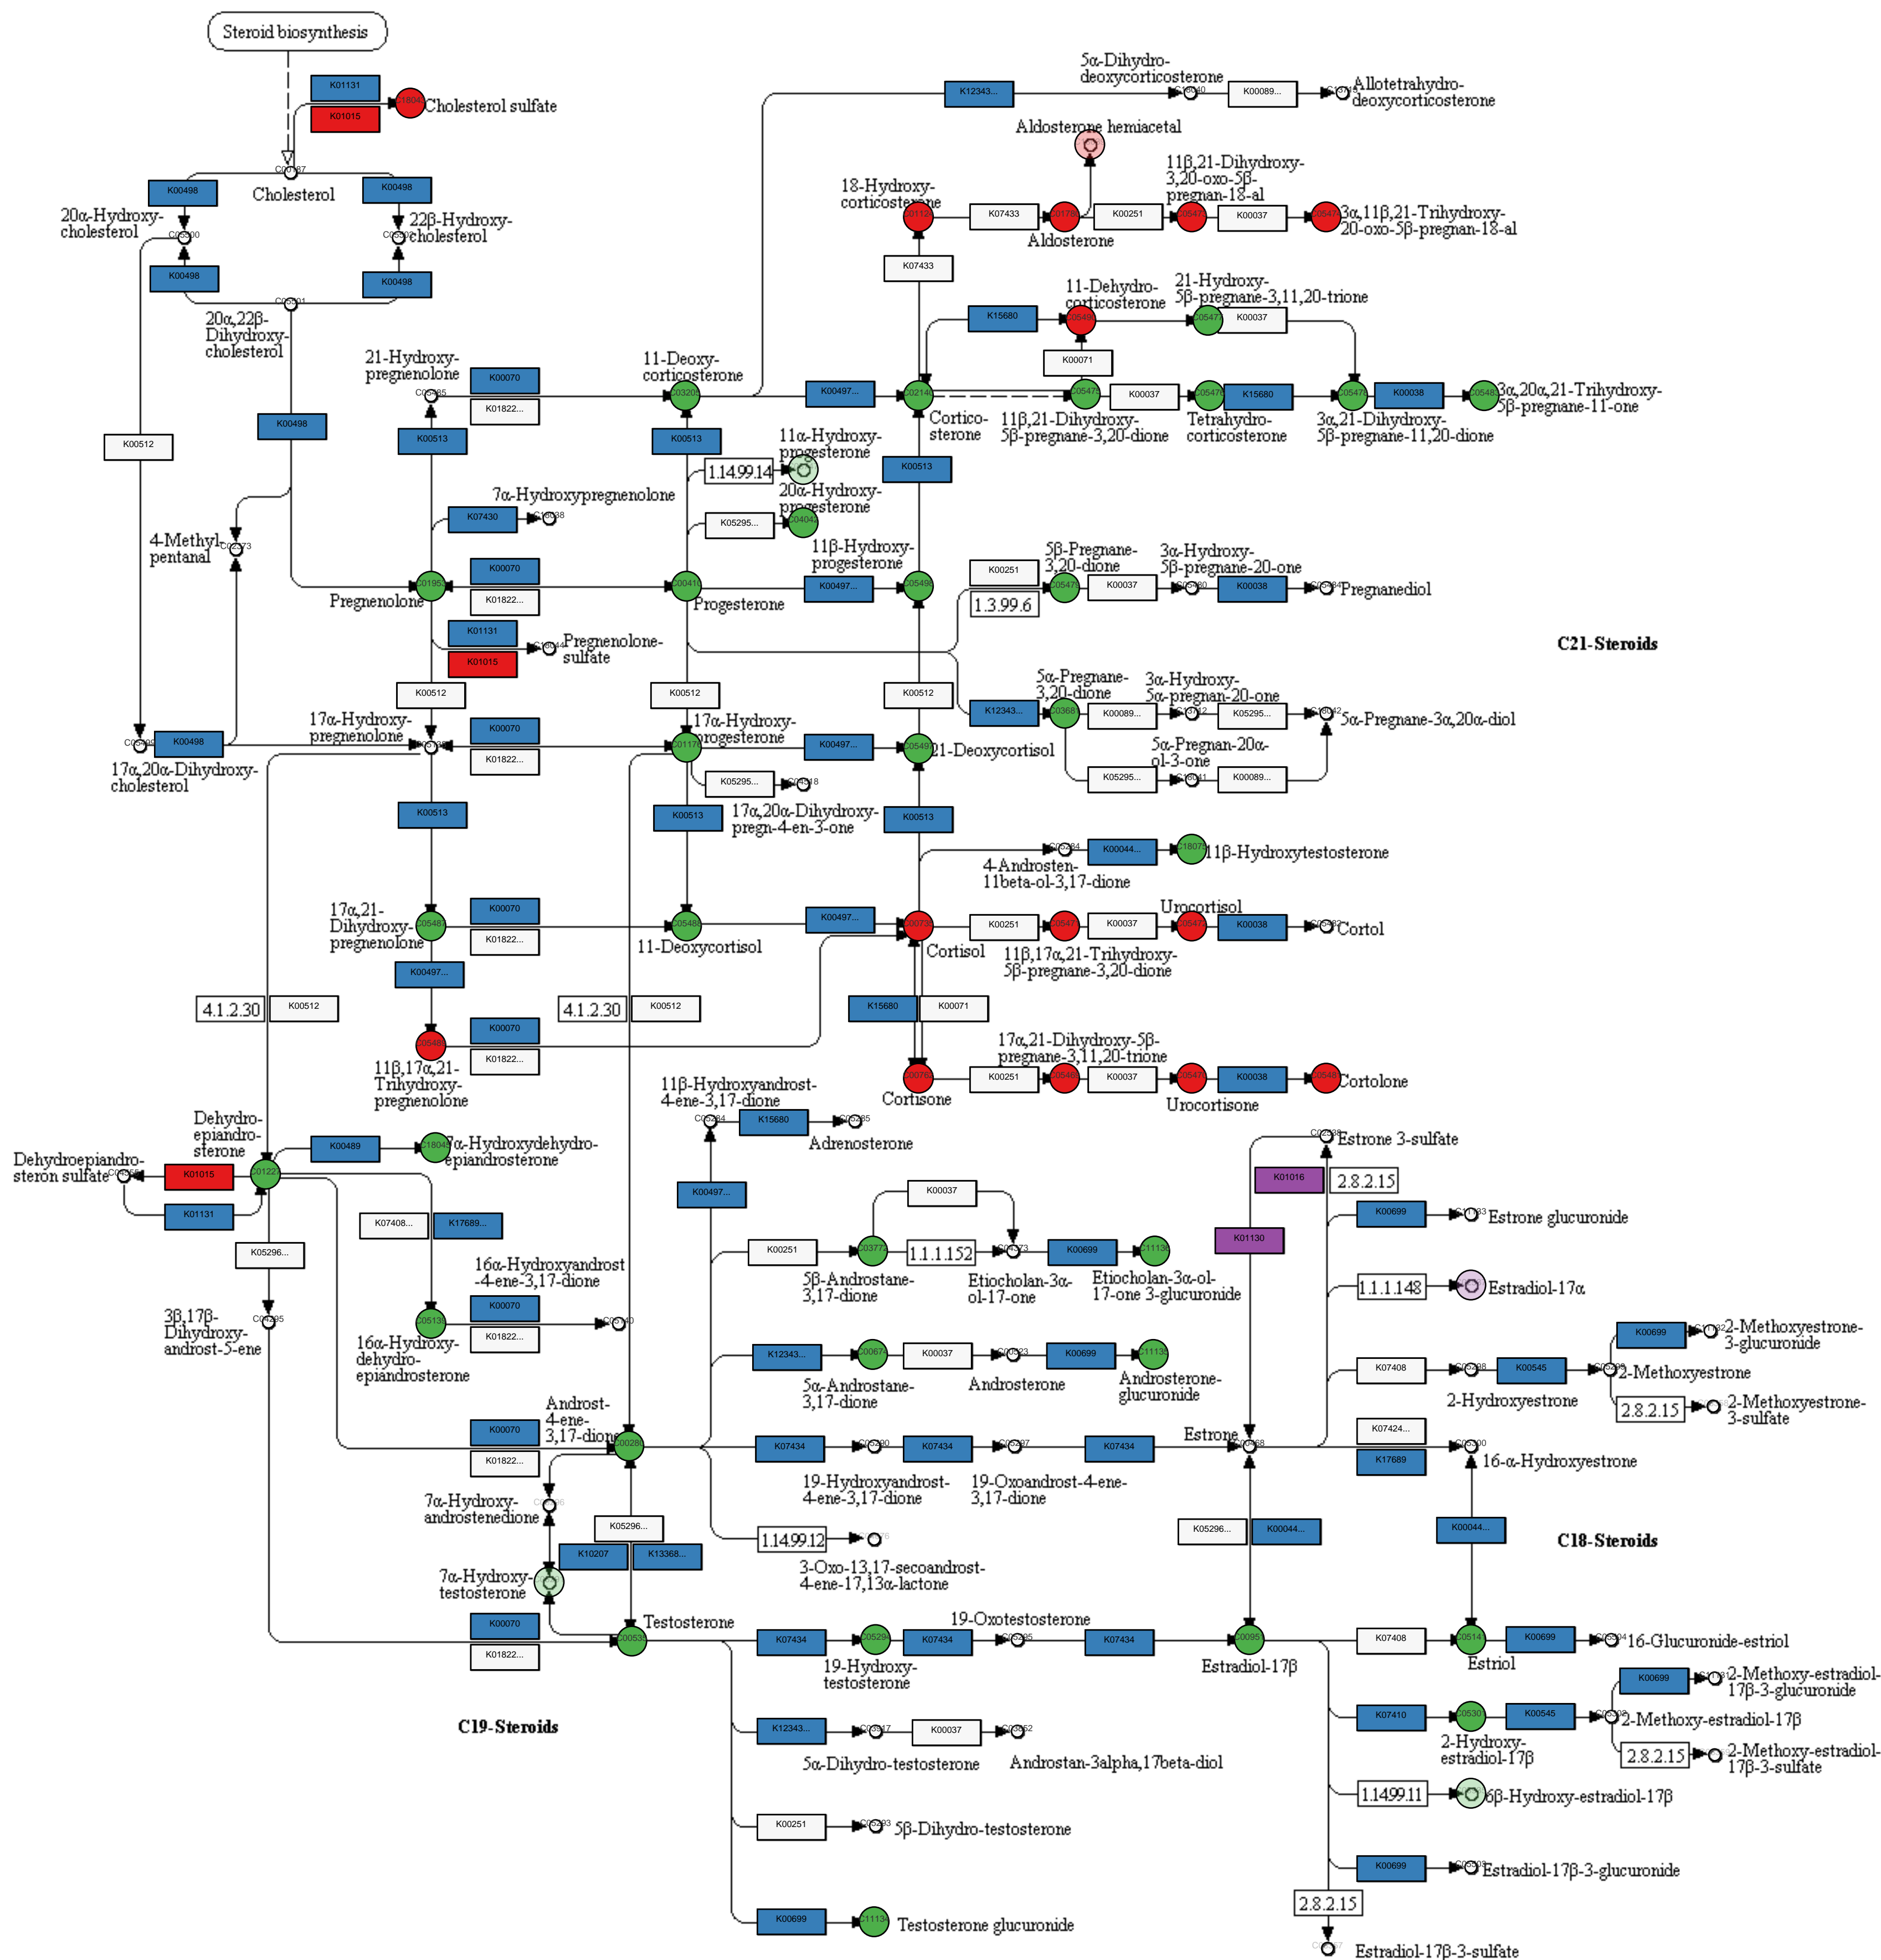 Steroid biosynthesis
K01131
K01015
Cholesterol sulfate
K00498
K00498
Cholesterol
20α-Hydroxy-
cholesterol
22β-Hydroxy-
cholesterol
K00498
K00498
20α,22β-
Dihydroxy-
cholesterol
K12343...
5α-Dihydro-
deoxycorticosterone
K00089...
Allotetrahydro-
deoxycorticosterone
Aldosterone hemiacetal
18-Hydroxy-
corticosterone
K07433
Aldosterone
K00251
11β,21-Dihydroxy-
3,20-oxo-5β-
pregnan-18-al
K00037
3α,11β,21-Trihydroxy-
20-oxo-5β-pregnan-18-al
K07433
K15680
11-Dehydro-
corticosterone
21-Hydroxy-
5β-pregnane-3,11,20-trione
K00037
K00071
21-Hydroxy-
pregnenolone
K00070
K01822...
11-Deoxy-
corticosterone
K00497...
Cortico-
sterone
11β,21-Dihydroxy-
5β-pregnane-3,20-dione
K00037
Tetrahydro-
corticosterone
K15680
3α,21-Dihydroxy-
5β-pregnane-11,20-dione
K00038
3α,20α,21-Trihydroxy-
5β-pregnane-11-one
K00512
K00498
K00513
K00513
11α-Hydroxy-
progesterone
1.14.99.14
K00513
7α-Hydroxypregnenolone
K07430
20α-Hydroxy-
progesterone
K05295...
4-Methyl-
pentanal
Pregnenolone
K00070
K01822...
Progesterone
11β-Hydroxy-
progesterone
K00497...
K00251
1.3.99.6
5β-Pregnane-
3,20-dione
K00037
3α-Hydroxy-
5β-pregnane-20-one
K00038
Pregnanediol
K01131
K01015
Pregnenolone-
sulfate
C21-Steroids
K00512
K00512
K00512
K12343...
5α-Pregnane-
3,20-dione
K00089...
3α-Hydroxy-
5α-pregnan-20-one
K05295...
5α-Pregnane-3α,20α-diol
K05295...
5α-Pregnan-20α-
ol-3-one
K00089...
17α,20α-Dihydroxy-
cholesterol
K00498
17α-Hydroxy-
pregnenolone
K00070
K01822...
17α-Hydroxy-
progesterone
K00497...
21-Deoxycortisol
K05295...
17α,20α-Dihydroxy-
pregn-4-en-3-one
K00513
K00513
K00513
4-Androsten-
11beta-ol-3,17-dione
K00044...
11β-Hydroxytestosterone
17α,21-
Dihydroxy-
pregnenolone
K00070
K01822...
11-Deoxycortisol
K00497...
Cortisol
K00251
11β,17α,21-Trihydroxy-
5β-pregnane-3,20-dione
K00037
Urocortisol
K00038
Cortol
K00497...
4.1.2.30
K00512
4.1.2.30
K00512
K15680
K00071
11β,17α,21-
Trihydroxy-
pregnenolone
K00070
K01822...
Cortisone
K00251
17α,21-Dihydroxy-5β-
pregnane-3,11,20-trione
K00037
Urocortisone
K00038
Cortolone
Dehydro-
epiandro-
sterone
K00489
7α-Hydroxydehydro-
epiandrosterone
Dehydroepiandro-
steron sulfate
K01015
K01131
K05296...
K07408...
K17689...
3β,17β-
Dihydroxy-
androst-5-ene
16α-Hydroxy-
dehydro-
epiandrosterone
16α-Hydroxyandrost
-4-ene-3,17-dione
K00070
K01822...
11β-Hydroxyandrost-
4-ene-3,17-dione
K15680
Adrenosterone
K00497...
K00037
K00251
5β-Androstane-
3,17-dione
1.1.1.152
Etiocholan-3α-
ol-17-one
K00699
Etiocholan-3α-ol-
17-one 3-glucuronide
K12343...
5α-Androstane-
3,17-dione
K00037
Androsterone
K00699
Androsterone-
glucuronide
Androst-
4-ene-
3,17-dione
K00070
K01822...
K07434
19-Hydroxyandrost-
4-ene-3,17-dione
K07434
19-Oxoandrost-4-ene-
3,17-dione
K07434
Estrone
Estrone 3-sulfate
K01016
2.8.2.15
K01130
K00699
Estrone glucuronide
1.1.1.148
Estradiol-17α
K07408
2-Hydroxyestrone
K00545
2-Methoxyestrone
K00699
2-Methoxyestrone-
3-glucuronide
2.8.2.15
2-Methoxyestrone-
3-sulfate
K07424...
K17689
16-α-Hydroxyestrone
7α-Hydroxy-
androstenedione
K05296...
K10207
K13368...
7α-Hydroxy-
testosterone
1.14.99.12
3-Oxo-13,17-secoandrost-
4-ene-17,13α-lactone
K05296...
K00044...
K00044...
C18-Steroids
K00070
K01822...
Testosterone
K07434
19-Hydroxy-
testosterone
K07434
19-Oxotestosterone
K07434
Estradiol-17β
K07408
Estriol
K00699
16-Glucuronide-estriol
C19-Steroids
K12343...
5α-Dihydro-testosterone
K00037
Androstan-3alpha,17beta-diol
K00251
5β-Dihydro-testosterone
K00699
Testosterone glucuronide
K07410
2-Hydroxy-
estradiol-17β
K00545
2-Methoxy-estradiol-17β
K00699
2-Methoxy-estradiol-
17β-3-glucuronide
2.8.2.15
2-Methoxy-estradiol-
17β-3-sulfate
1.14.99.11
6β-Hydroxy-estradiol-17β
K00699
Estradiol-17β-3-glucuronide
2.8.2.15
Estradiol-17β-3-sulfate